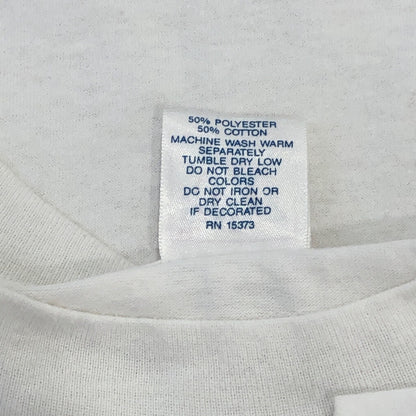 50% POLYESTER
50% COTTON
MACHINE WASH WARM
SEPARATELY
TUMBLE DRY LOW
DO NOT BLEACH
COLORS
DO NOT IRON OR
DRY CLEAN
IF DECORATED
RN 15373